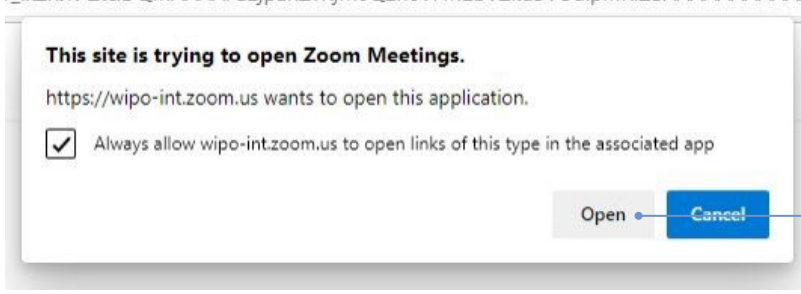 This site is trying to open Zoom Meetings.
https://wipo-int.zoom.us wants to open this application.
Always allow wipo-int.zoom.us to open links of this type in the associated app
Open Cancel